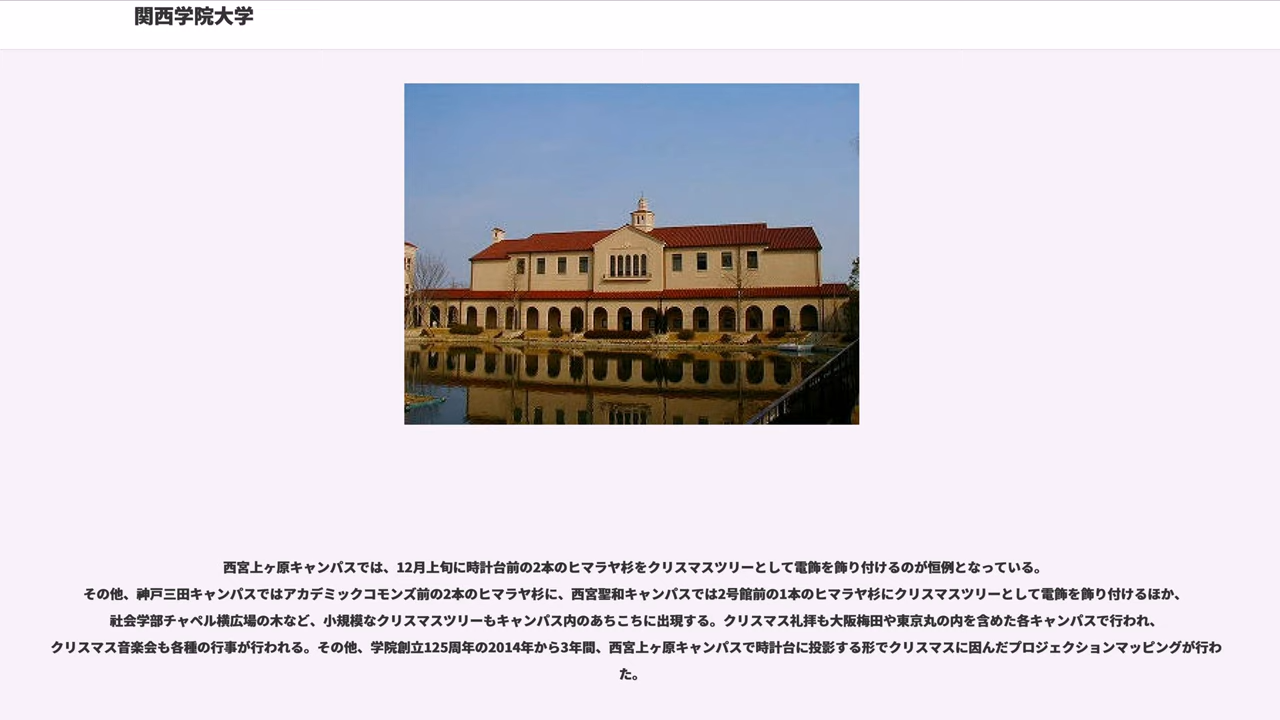 関西学院大学
西宮上ヶ原キャンパスでは、12月上旬に時計台前の2本のヒマラヤ杉をクリスマスツリーとして電飾を飾り付けるのが恒例となっている。
その他、神戸三田キャンパスではアカデミックコモンズ前の2本のヒマラヤ杉に、西宮聖和キャンパスでは2号館前の1本のヒマラヤ杉にクリスマスツリーとして電飾を飾り付けるほか、
社会学部チャペル横広場の木など、小規模なクリスマスツリーもキャンパス内のあちこちに出現する。クリスマス礼拝も大阪梅田や東京丸の内を含めた各キャンパスで行われ、
クリスマス音楽会も各種の行事が行われる。その他、学院創立125周年の2014年から3年間、西宮上ヶ原キャンパスで時計台に投影する形でクリスマスに因んだプロジェクションマッピングが行わ
た。